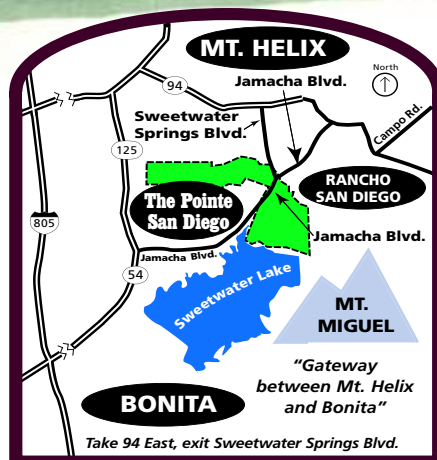 MT. HELIX
North
Jamacha Blvd.
94
Sweetwater
Springs Blvd.
Campo Rd.
125
RANCHO
SAN DIEGO
The Pointe
San Diego
805
Jamacha Blvd.
Jamacha Blvd.
54
Sweetwater Lake
MT.
MIGUEL
"Gateway
between Mt. Helix
and Bonita"
BONITA
Take 94 East, exit Sweetwater Springs Blvd.